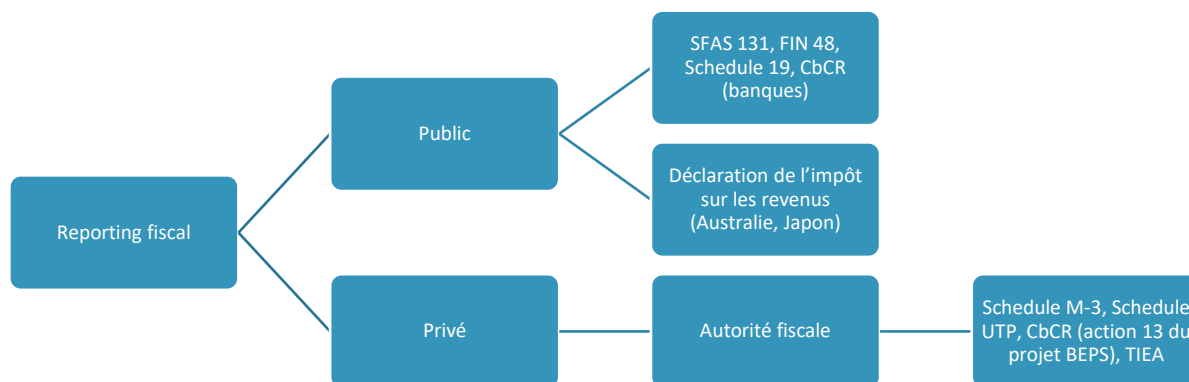 Reporting fiscal
Public
SFAS 131, FIN 48,
Schedule 19, CbCR
(banques)
Déclaration de l’impôt
sur les revenus
(Australie, Japon)
Privé
Autorité fiscale
Schedule M-3, Schedule
UTP, CbCR (action 13 du
projet BEPS), TIEA